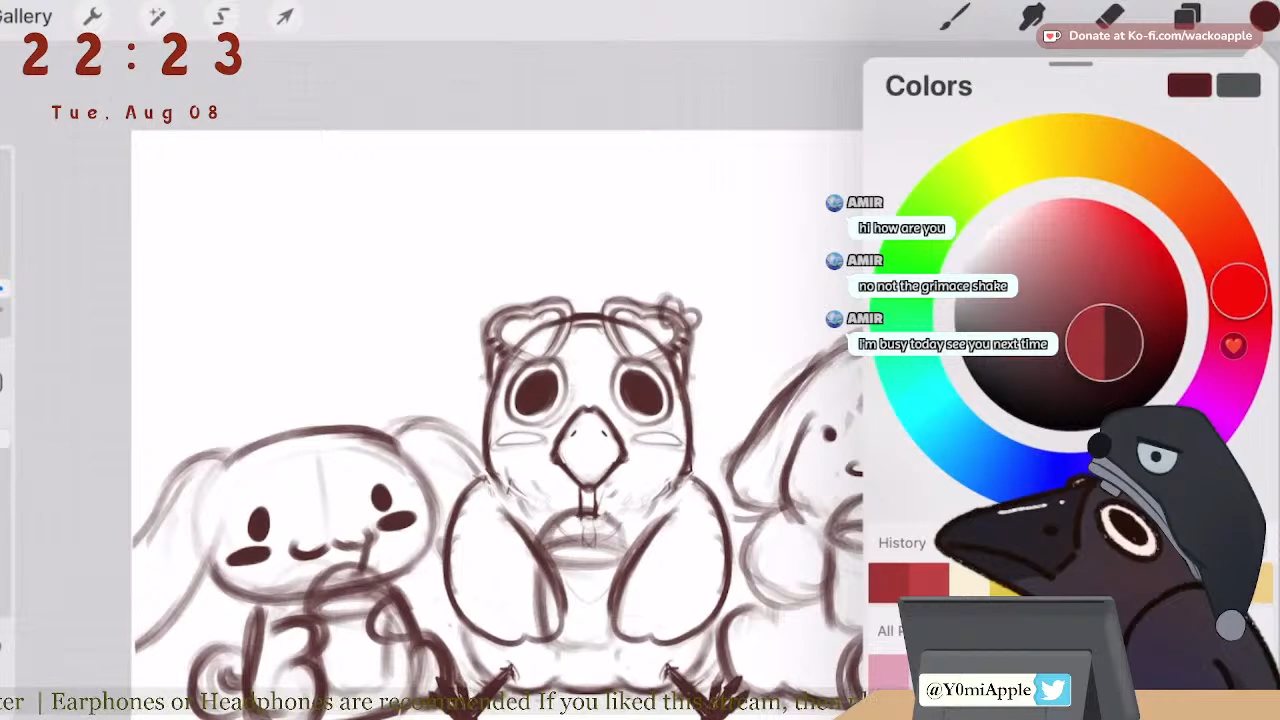 Gallery
Donate at Ko-fi.com/wackoapple
22:23
Tue. Aug 08
Colors
AMIR
hi how are you
AMIR
no not the grimace shake
AMIR
i'm busy today see you next time
History
All
@Y0miApple
| Earphones or Headphones are recommended If you liked this stream, then